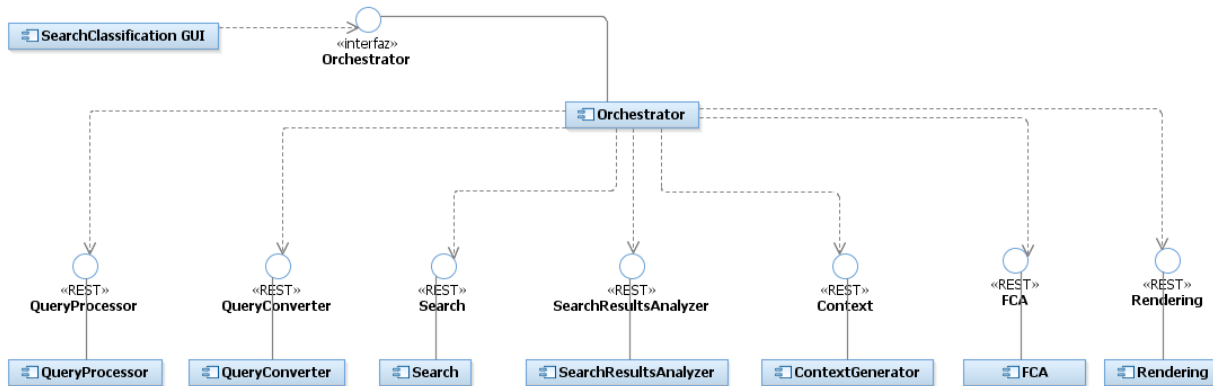 SearchClassification GUI
«interfaz»
Orchestrator
Orchestrator
«REST»
QueryProcessor
«REST»
QueryConverter
«REST»
Search
«REST»
SearchResultsAnalyzer
«REST»
Context
«REST»
FCA
«REST»
Rendering
QueryProcessor
QueryConverter
Search
SearchResultsAnalyzer
ContextGenerator
FCA
Rendering